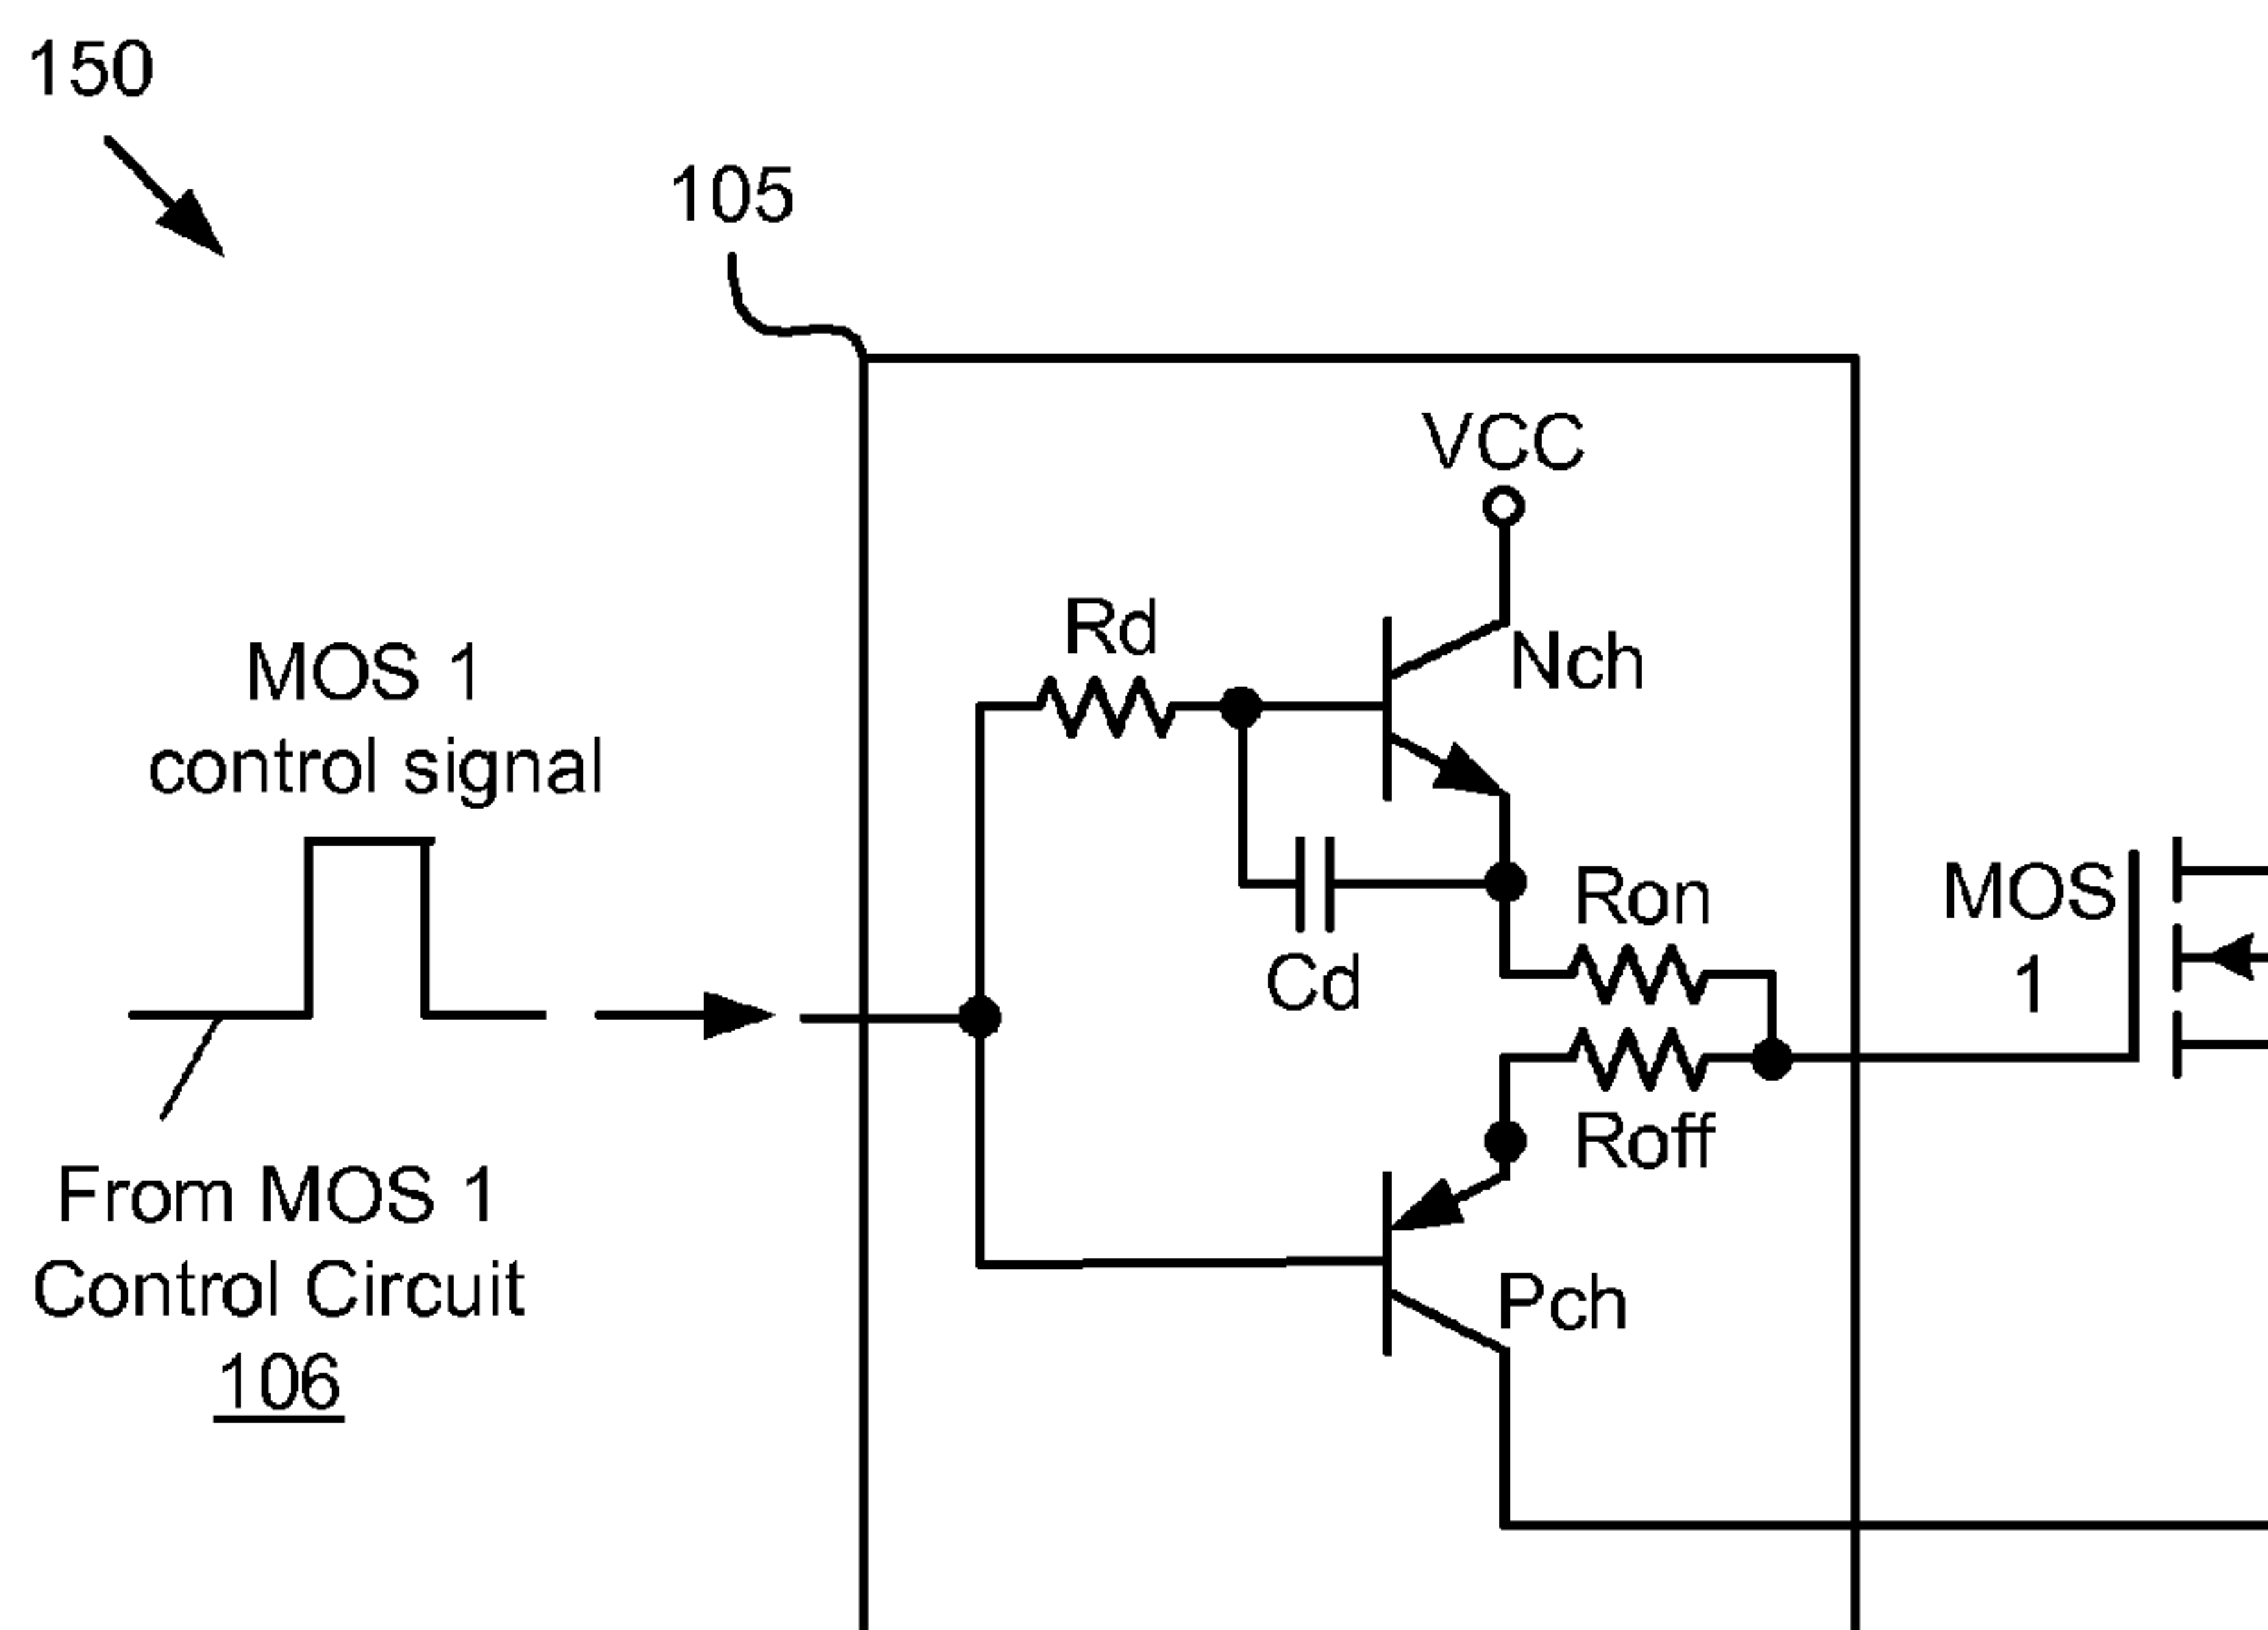 150
105
VCC
Rd
Nch
MOS 1
control signal
Ron
MOS
1
Cd
Roff
From MOS 1
Control Circuit
106
Pch